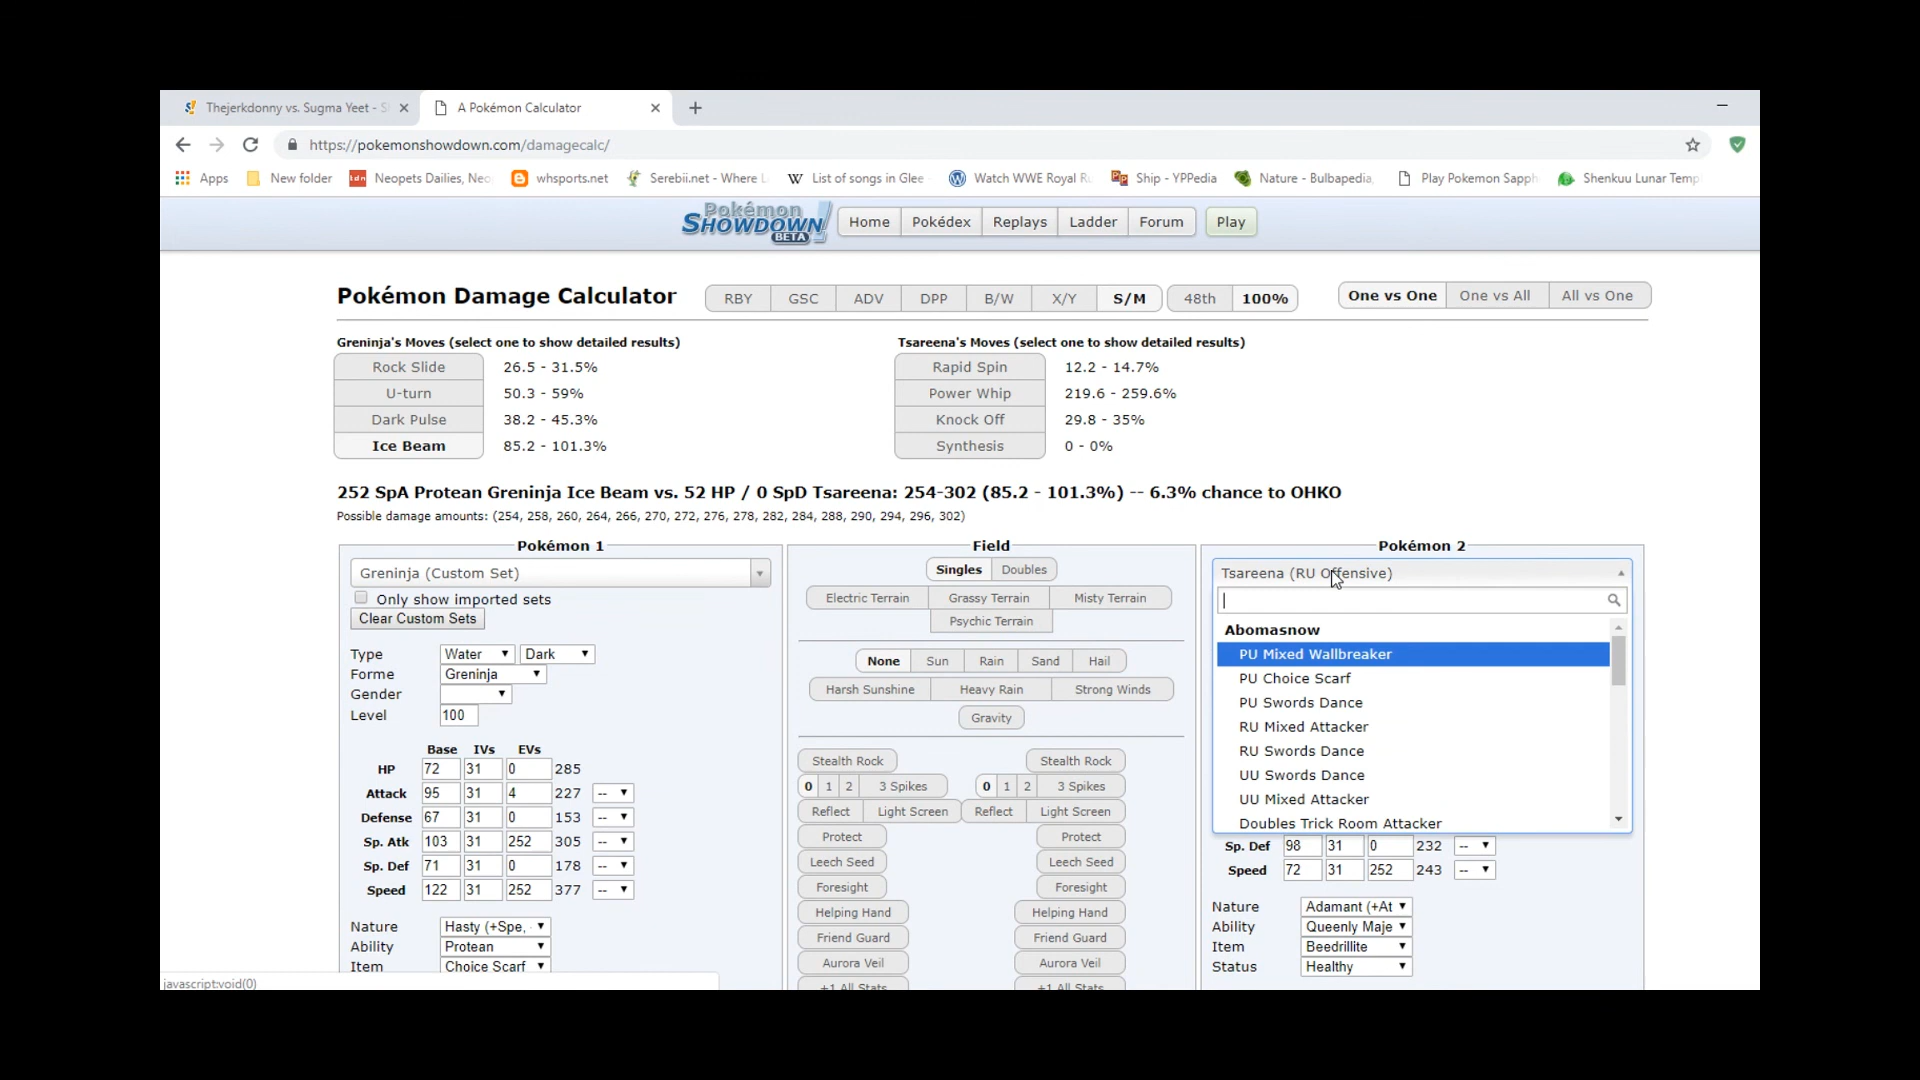 Thejerkdonny vs. Sugma Yeet - S
A Pokémon Calculator
https://pokemonshowdown.com/damagecalc/
Apps New folder Neopets Dailies, Neo whsports.net Serebii.net - Where L List of songs in Glee Watch WWE Royal Ru Ship - YPPedia Nature - Bulbapedia, Play Pokemon Sapph Shenkuu Lunar Temp
Pokémon SHOWDOWN! BETA Home Pokédex Replays Ladder Forum Play
Pokémon Damage Calculator RBY GSC ADV DPP B/W X/Y S/M 48th 100% One vs One One vs All All vs One
Greninja's Moves (select one to show detailed results)
Rock Slide 26.5 - 31.5%
U-turn 50.3 - 59%
Dark Pulse 38.2 - 45.3%
Ice Beam 85.2 - 101.3%
Tsareena's Moves (select one to show detailed results)
Rapid Spin 12.2 - 14.7%
Power Whip 219.6 - 259.6%
Knock Off 29.8 - 35%
Synthesis 0 - 0%
252 SpA Protean Greninja Ice Beam vs. 52 HP / 0 SpD Tsareena: 254-302 (85.2 - 101.3%) -- 6.3% chance to OHKO
Possible damage amounts: (254, 258, 260, 264, 266, 270, 272, 276, 278, 282, 284, 288, 290, 294, 296, 302)
Pokémon 1
Greninja (Custom Set)
Only show imported sets
Clear Custom Sets
Type Water Dark
Forme Greninja
Gender
Level 100
Base IVs EVs
HP 72 31 0 285
Attack 95 31 4 227 --
Defense 67 31 0 153 --
Sp. Atk 103 31 252 305 --
Sp. Def 71 31 0 178 --
Speed 122 31 252 377 --
Nature Hasty (+Spe, -
Ability Protean
Item Choice Scarf
Field
Singles Doubles
Electric Terrain Grassy Terrain Misty Terrain
Psychic Terrain
None Sun Rain Sand Hail
Harsh Sunshine Heavy Rain Strong Winds
Gravity
Stealth Rock Stealth Rock
0 1 2 3 Spikes 0 1 2 3 Spikes
Reflect Light Screen Reflect Light Screen
Protect Protect
Leech Seed Leech Seed
Foresight Foresight
Helping Hand Helping Hand
Friend Guard Friend Guard
Aurora Veil Aurora Veil
+1 All Stats +1 All Stats
Pokémon 2
Tsareena (RU Offensive)
Abomasnow
PU Mixed Wallbreaker
PU Choice Scarf
PU Swords Dance
RU Mixed Attacker
RU Swords Dance
UU Swords Dance
UU Mixed Attacker
Doubles Trick Room Attacker
Sp. Def 98 31 0 232 --
Speed 72 31 252 243 --
Nature Adamant (+At
Ability Queenly Maje
Item Beedrillite
Status Healthy
javascript:void(0)